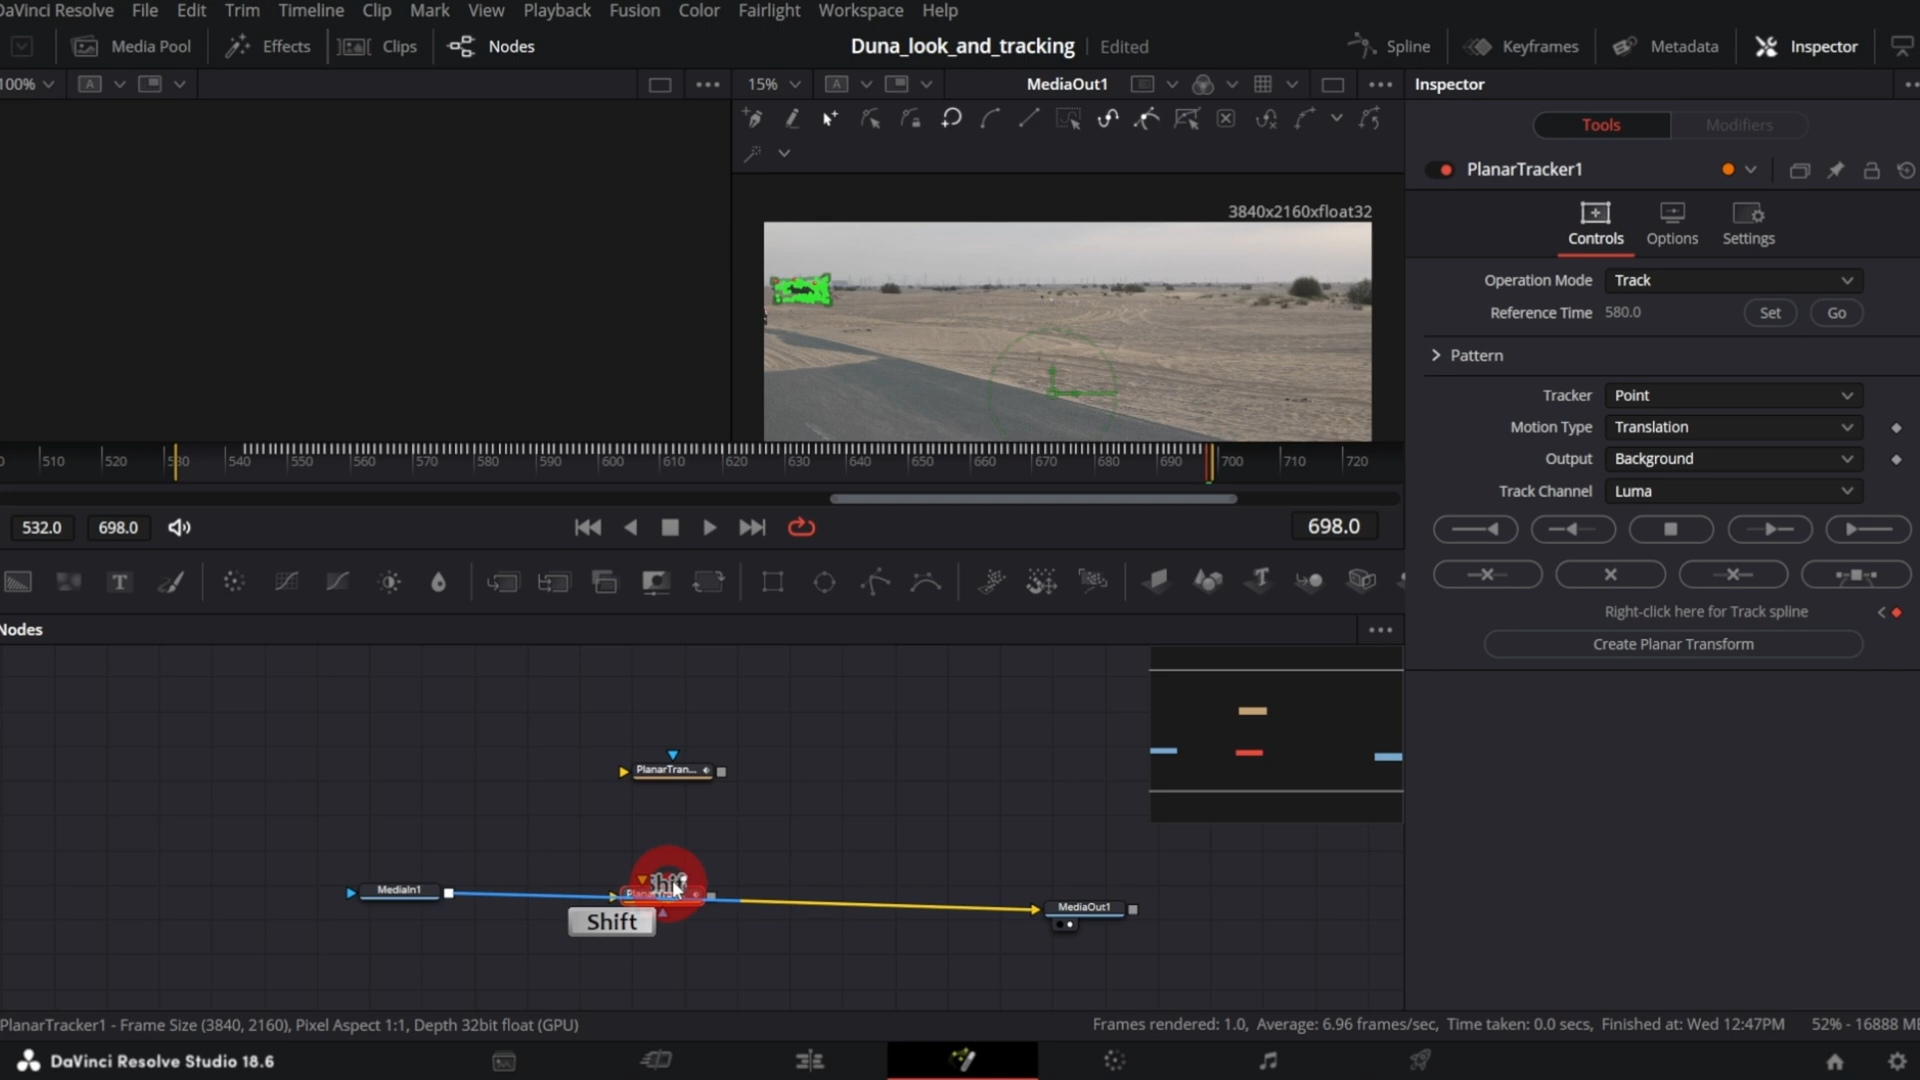 DaVinci Resolve File Edit Trim Timeline Clip Mark View Playback Fusion Color Fairlight Workspace Help
Media Pool Effects Clips Nodes Duna_look_and_tracking Edited Spline Keyframes Metadata Inspector
100% A 15% A MediaOut1 Inspector
Tools Modifiers
PlanarTracker1
3840x2160xfloat32
Controls Options Settings
Operation Mode Track
Reference Time 580.0 Set Go
Pattern
Tracker Point
Motion Type Translation
Output Background
Track Channel Luma
510 520 530 540 550 560 570 580 590 600 610 620 630 640 650 660 670 680 690 700 710 720
532.0 698.0 698.0
T T
Right-click here for Track spline
Create Planar Transform
Nodes
PlanarTran...
MediaIn1
Shift
MediaOut1
PlanarTracker1 - Frame Size (3840, 2160), Pixel Aspect 1:1, Depth 32bit float (GPU)
Frames rendered: 1.0, Average: 6.96 frames/sec, Time taken: 0.0 secs, Finished at: Wed 12:47PM 52% - 16888 MB
DaVinci Resolve Studio 18.6